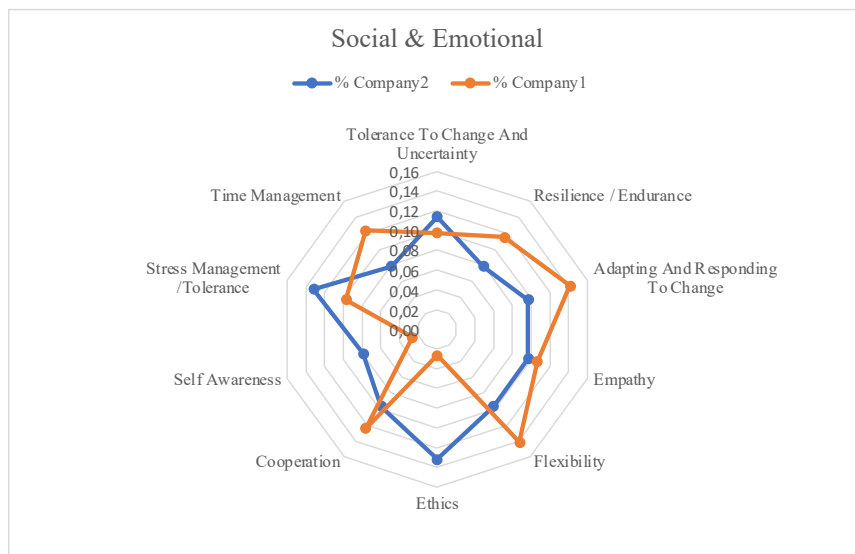 Social & Emotional
% Company2
% Company1
Tolerance To Change And
Uncertainty
0,16
0,14
0,12
0,10
0,08
0,06
0,04
0,02
0,00
Time Management
Resilience / Endurance
Stress Management
/Tolerance
Adapting And Responding
To Change
Self Awareness
Empathy
Cooperation
Flexibility
Ethics